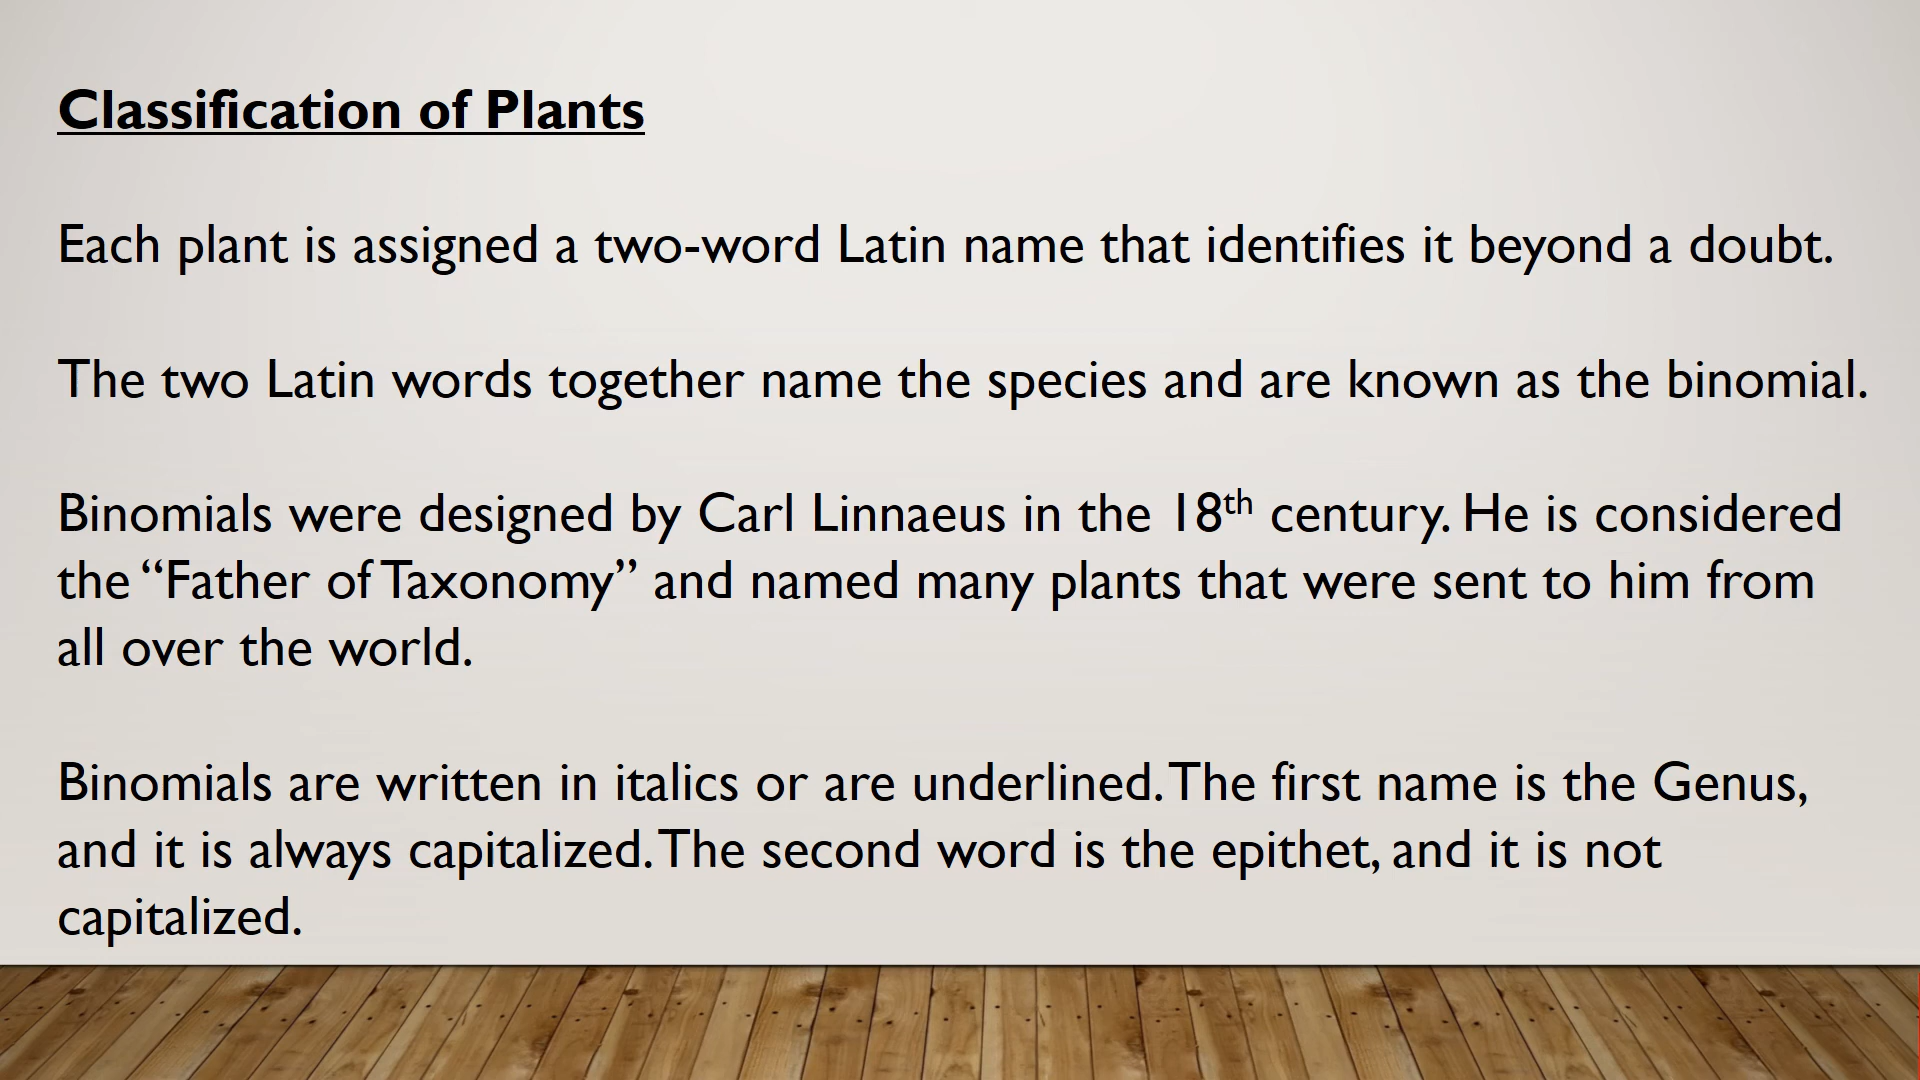 Classification of Plants
Each plant is assigned a two-word Latin name that identifies it beyond a doubt.
The two Latin words together name the species and are known as the binomial.
Binomials were designed by Carl Linnaeus in the 18th century. He is considered
the “Father of Taxonomy” and named many plants that were sent to him from
all over the world.
Binomials are written in italics or are underlined. The first name is the Genus,
and it is always capitalized. The second word is the epithet, and it is not
capitalized.